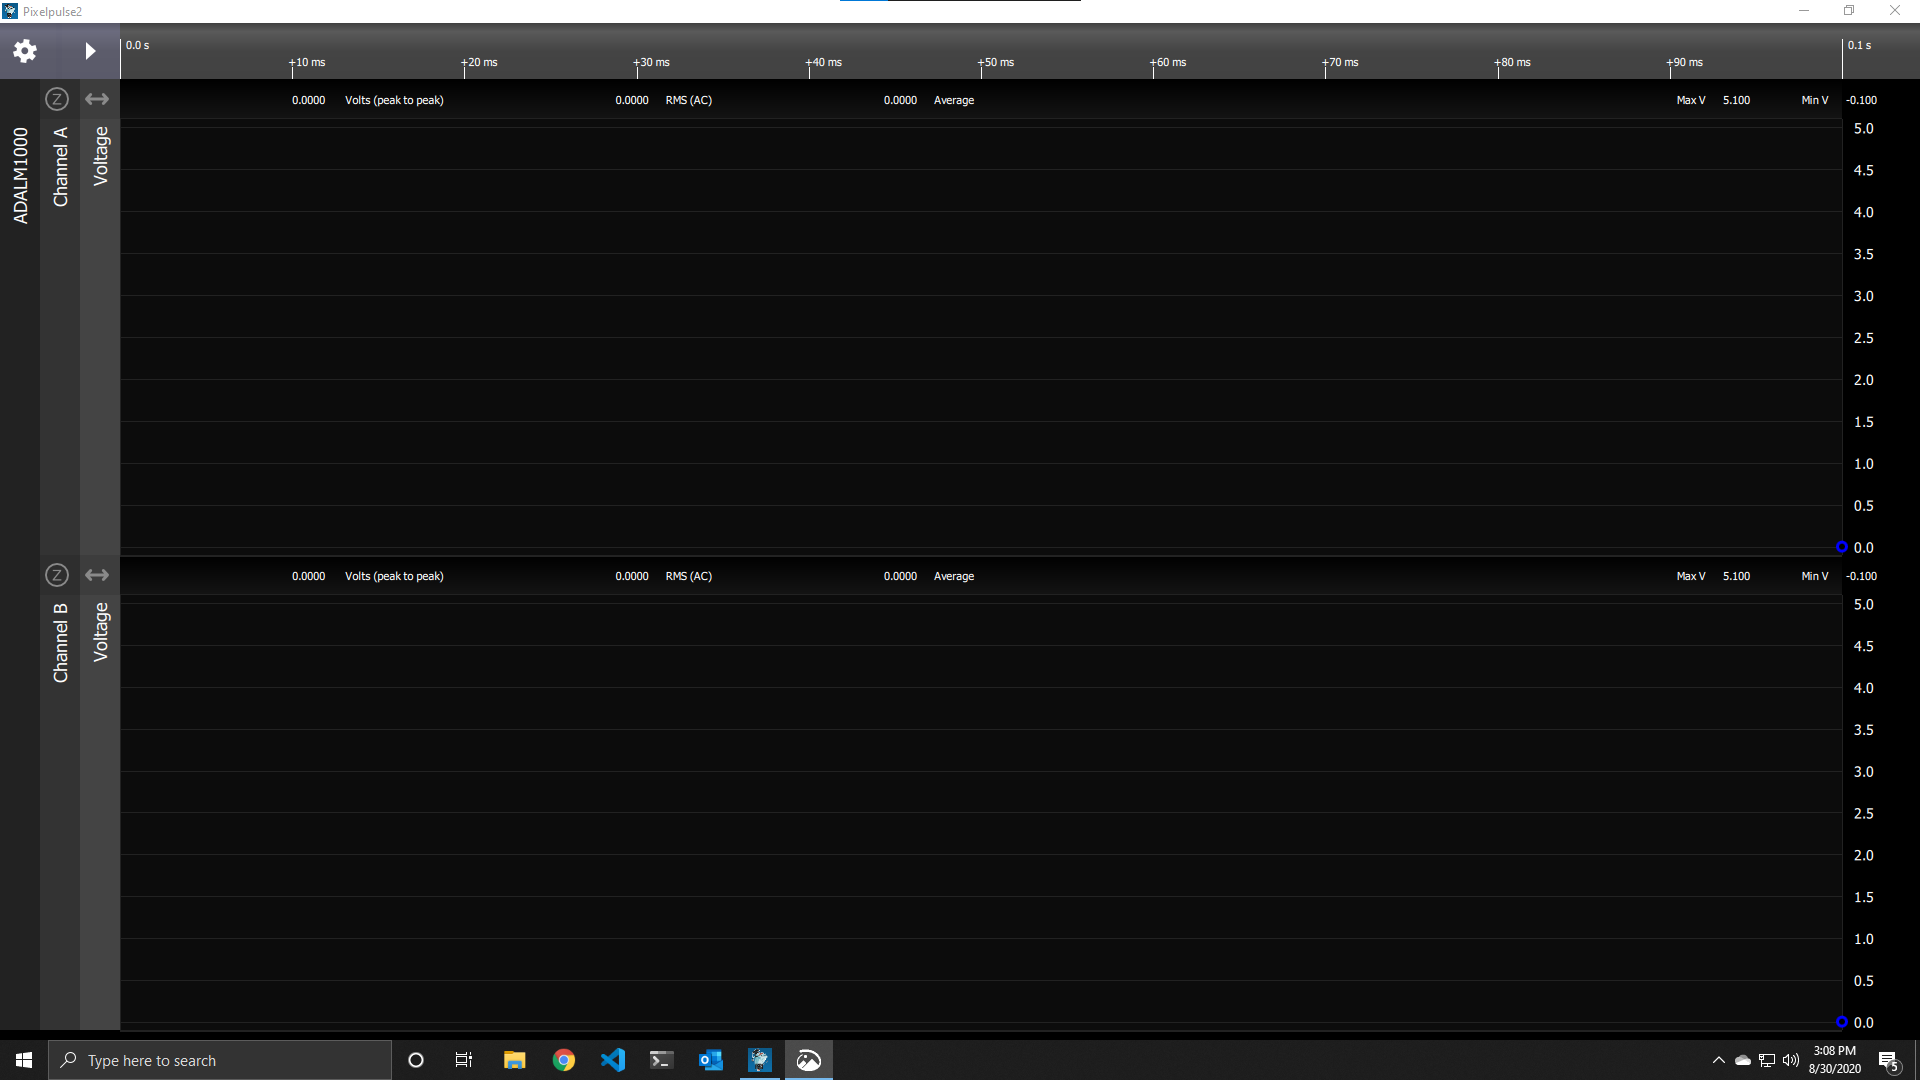 Pixelpulse2
0.0 s
0.1 s
+10 ms
+20 ms
+30 ms
+40 ms
+50 ms
+60 ms
+70 ms
+80 ms
+90 ms
ADALM1000
Z
Channel A
Voltage
0.0000 Volts (peak to peak) 0.0000 RMS (AC) 0.0000 Average Max V 5.100 Min V -0.100
5.0
4.5
4.0
3.5
3.0
2.5
2.0
1.5
1.0
0.5
0.0
Z
Channel B
Voltage
0.0000 Volts (peak to peak) 0.0000 RMS (AC) 0.0000 Average Max V 5.100 Min V -0.100
5.0
4.5
4.0
3.5
3.0
2.5
2.0
1.5
1.0
0.5
0.0
Type here to search
3:08 PM
8/30/2020
5